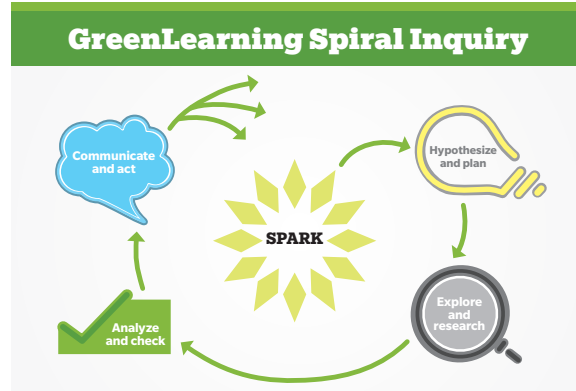 GreenLearning Spiral Inquiry
SPARK
Hypothesize
and plan
Explore
and
research
Analyze
and check
Communicate
and act